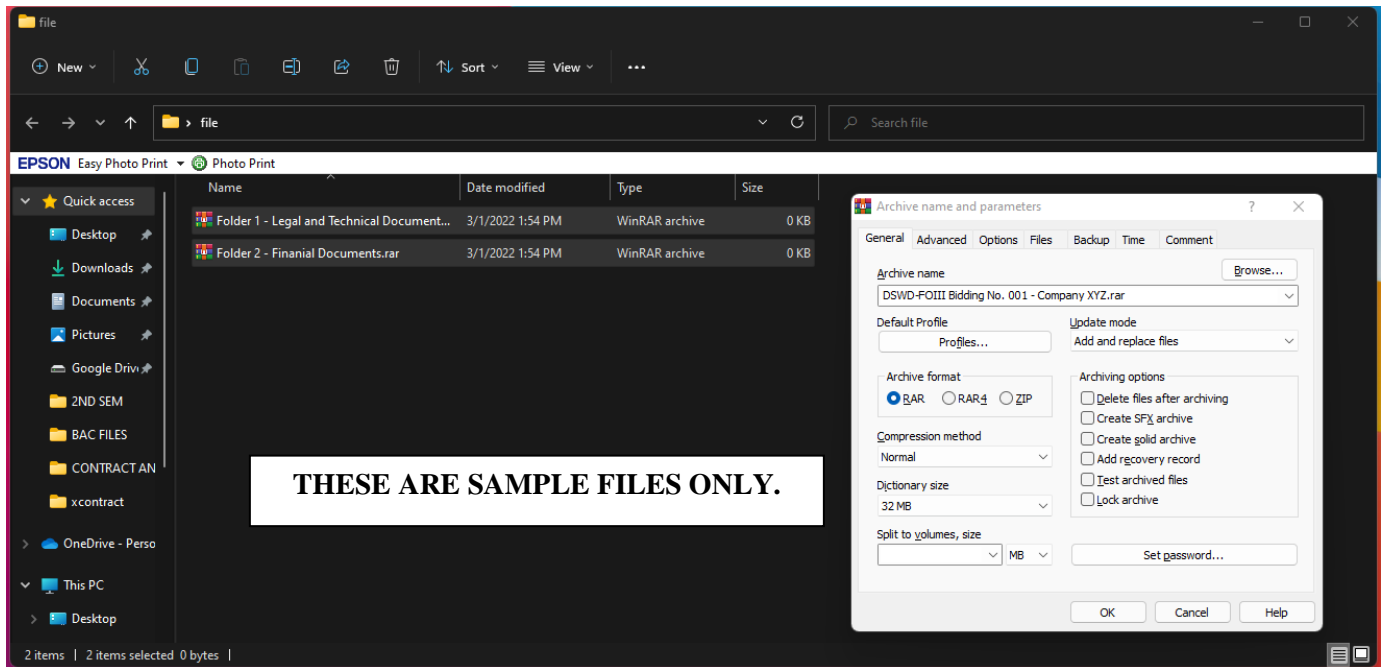 file
New
Sort
View
file
Search file
EPSON Easy Photo Print
Photo Print
Name
Date modified
Type
Size
Quick access
Desktop
Downloads
Documents
Pictures
Google Driv
2ND SEM
BAC FILES
CONTRACT AN
xcontract
OneDrive - Perso
This PC
Desktop
Folder 1 - Legal and Technical Document... 3/1/2022 1:54 PM WinRAR archive 0 KB
Folder 2 - Finanial Documents.rar 3/1/2022 1:54 PM WinRAR archive 0 KB
THESE ARE SAMPLE FILES ONLY.
Archive name and parameters ?
General Advanced Options Files Backup Time Comment
Archive name
Browse...
DSWD-FOIII Bidding No. 001 - Company XYZ.rar
Default Profile
Profiles...
Update mode
Add and replace files
Archive format
RAR RAR4 ZIP
Compression method
Normal
Dictionary size
32 MB
Split to volumes, size
MB
Archiving options
Delete files after archiving
Create SFX archive
Create solid archive
Add recovery record
Test archived files
Lock archive
Set password...
OK Cancel Help
2 items | 2 items selected 0 bytes |